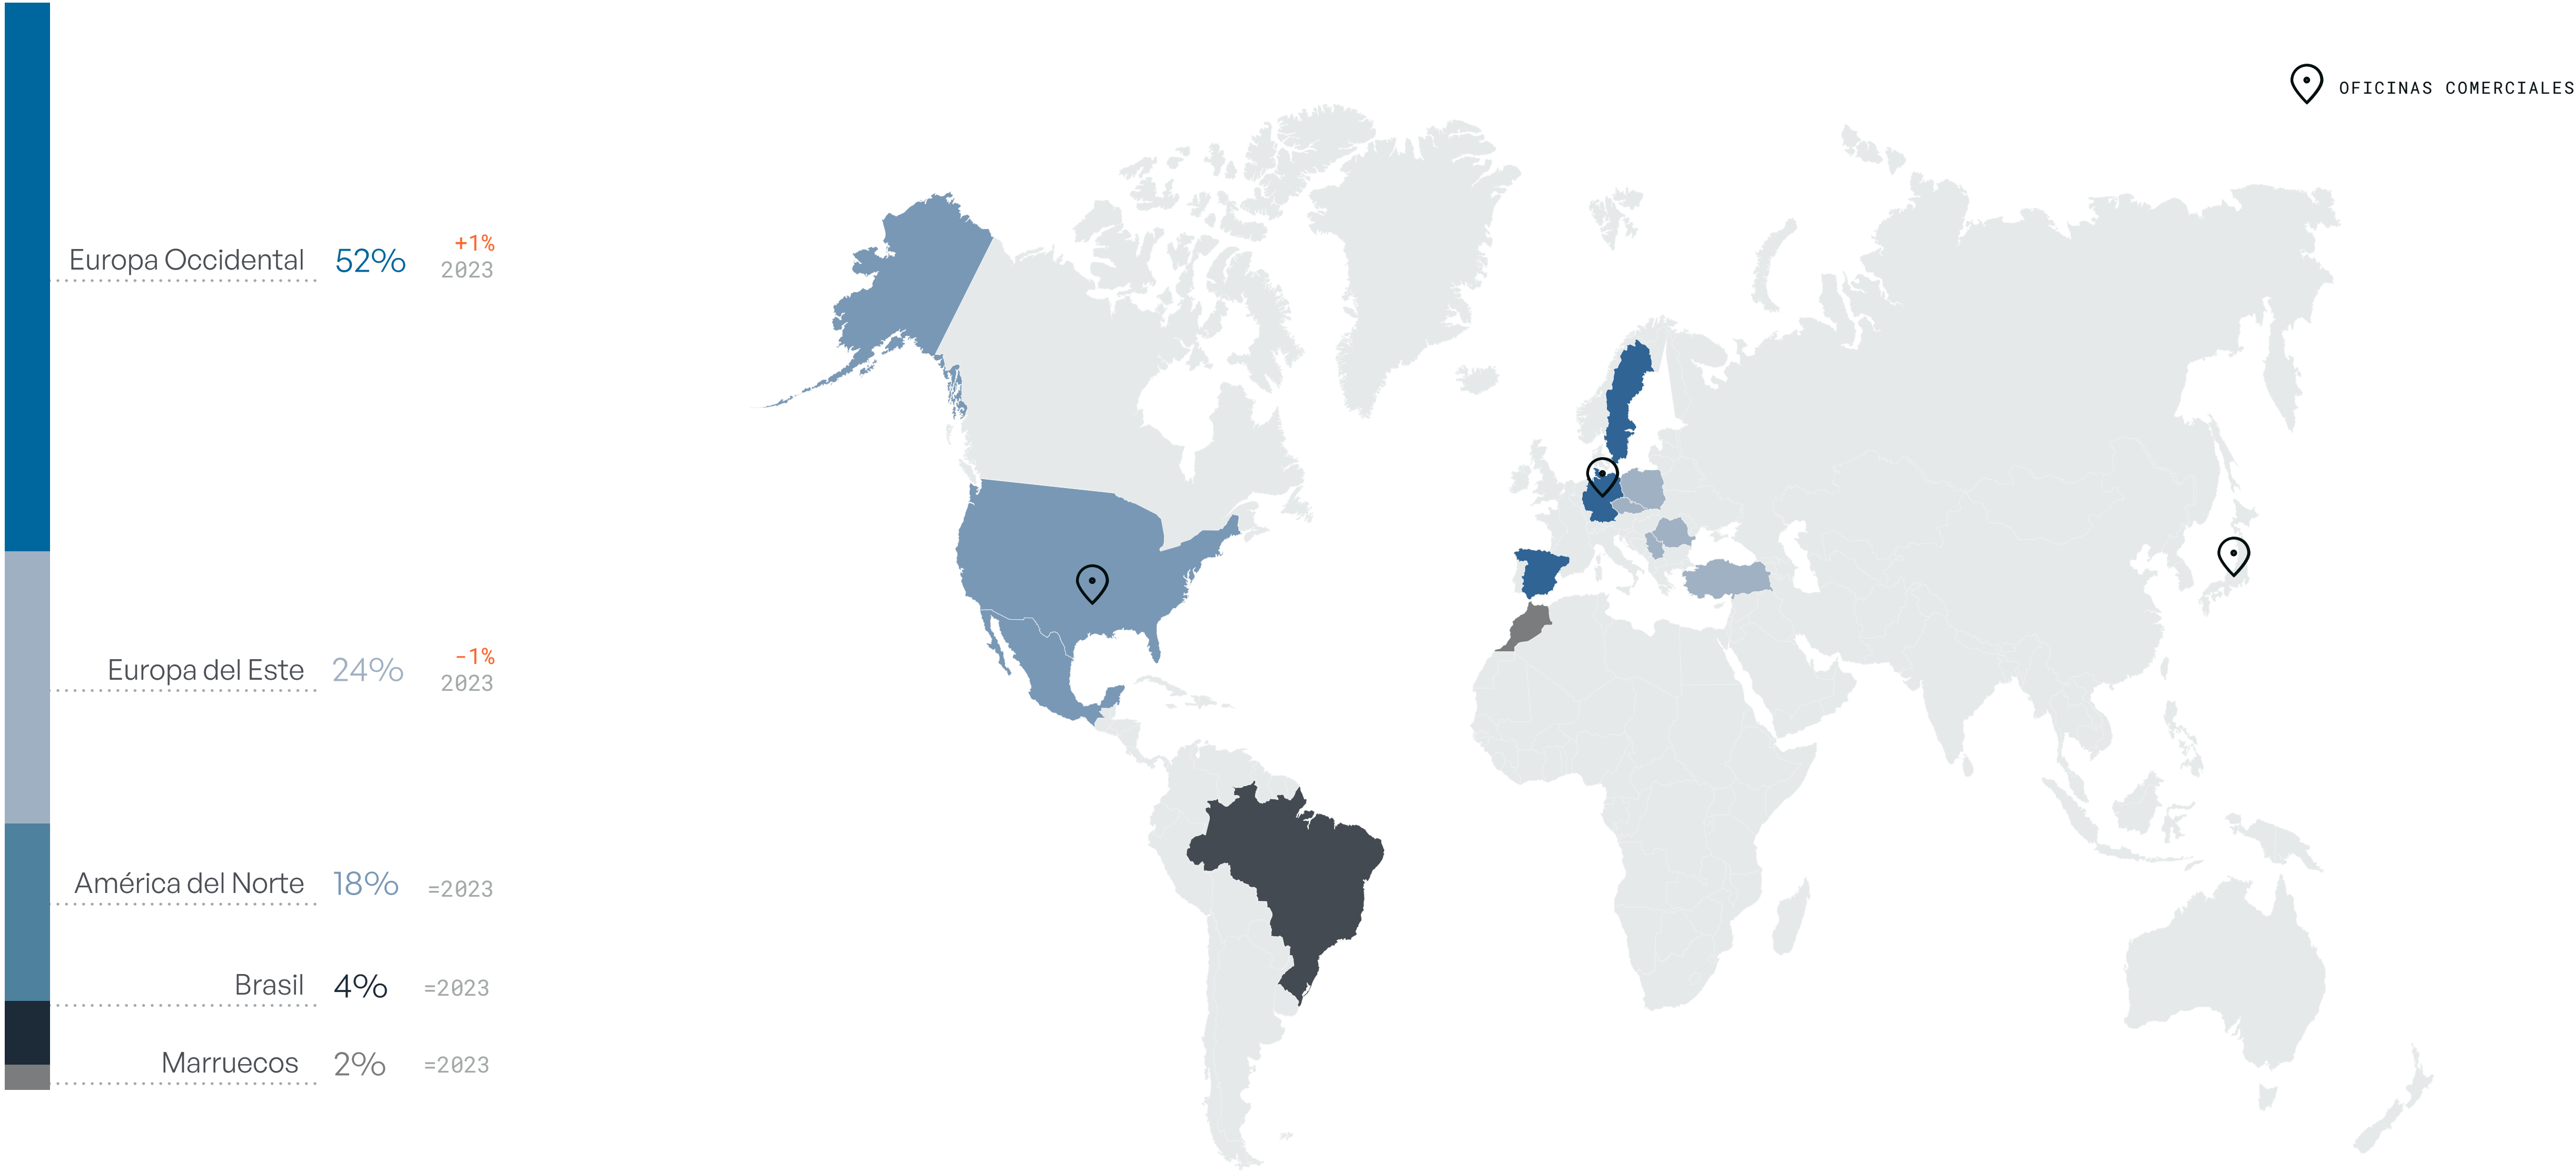 OFICINAS COMERCIALES
Europa Occidental 52% +1% 2023
Europa del Este 24% -1% 2023
América del Norte 18% =2023
Brasil 4% =2023
Marruecos 2% =2023